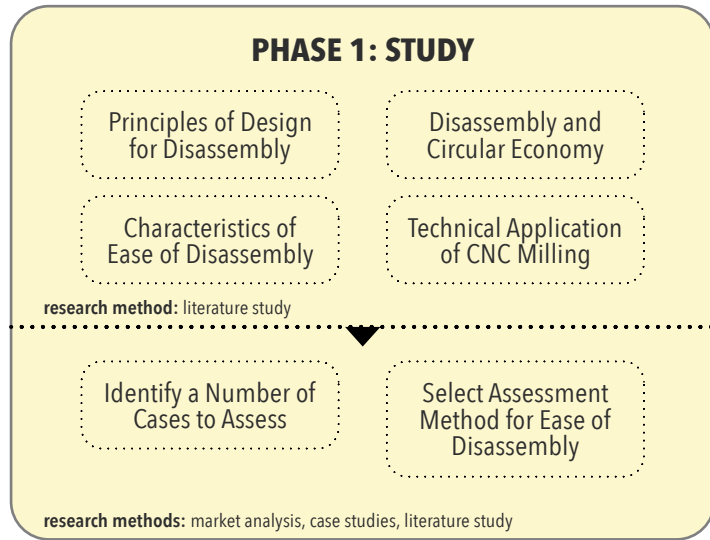 PHASE 1: STUDY
Principles of Design
for Disassembly
Disassembly and
Circular Economy
Characteristics of
Ease of Disassembly
Technical Application
of CNC Milling
research method: literature study
Identify a Number of
Cases to Assess
Select Assessment
Method for Ease of
Disassembly
research methods: market analysis, case studies, literature study